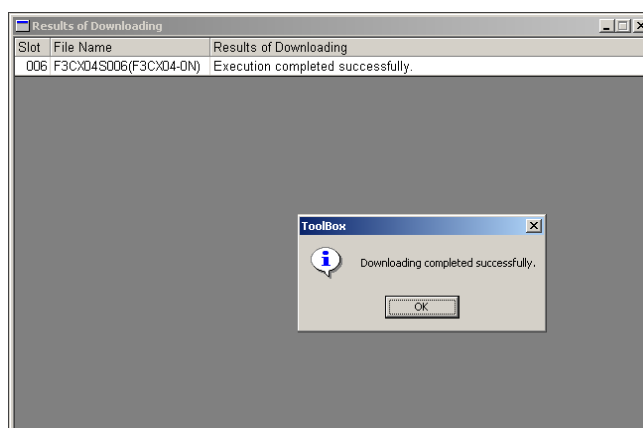 Results of Downloading
Slot File Name Results of Downloading
006 F3CX04S006(F3CX04-0N) Execution completed successfully.
ToolBox
Downloading completed successfully.
OK